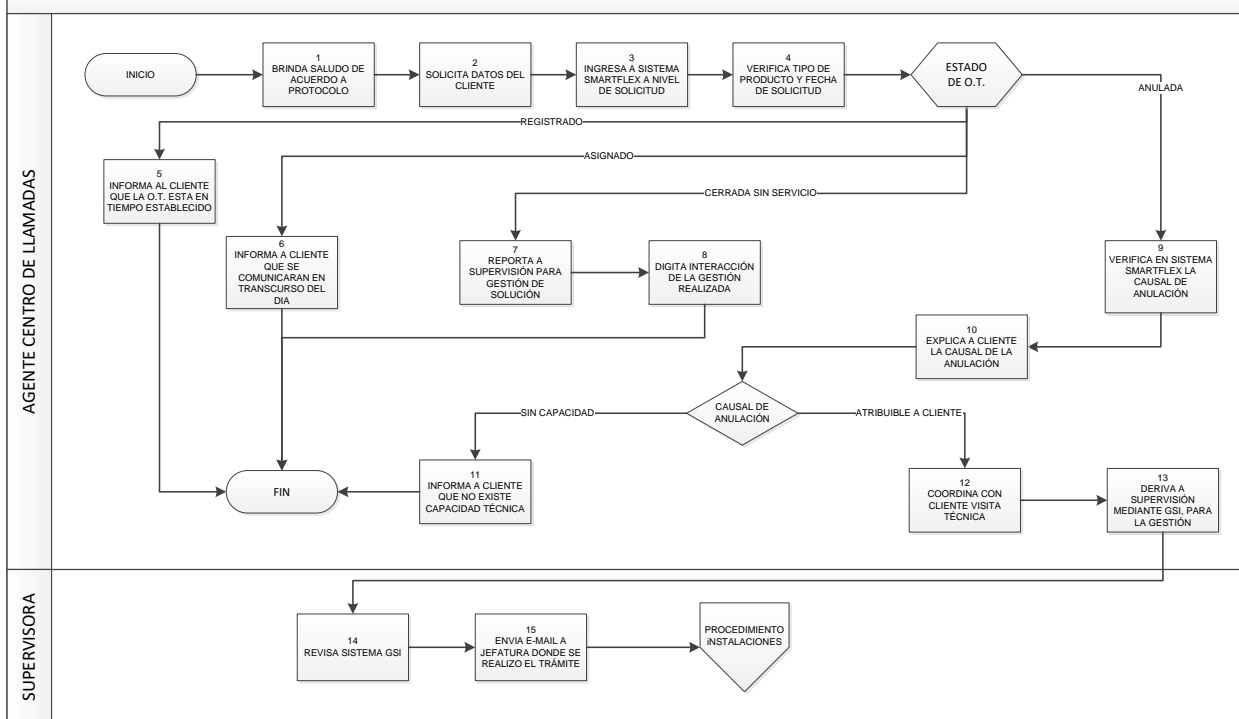 AGENTE CENTRO DE LLAMADAS
INICIO
1
BRINDA SALUDO DE
ACUERDO A
PROTOCOLO
2
SOLICITA DATOS DEL
CLIENTE
3
INGRESA A SISTEMA
SMARTFLEX A NIVEL
DE SOLICITUD
4
VERIFICA TIPO DE
PRODUCTO Y FECHA
DE SOLICITUD
ESTADO
DE O.T.
ANULADA
REGISTRADO
ASIGNADO
CERRADA SIN SERVICIO
5
INFORMA AL CLIENTE
QUE LA O.T. ESTA EN
TIEMPO ESTABLECIDO
6
INFORMA A CLIENTE
QUE SE
COMUNICARAN EN
TRANSCURSO DEL
DIA
7
REPORTA A
SUPERVISIÓN PARA
GESTIÓN DE
SOLUCIÓN
8
DIGITA INTERACCIÓN
DE LA GESTIÓN
REALIZADA
9
VERIFICA EN SISTEMA
SMARTFLEX LA
CAUSAL DE
ANULACIÓN
10
EXPLICA A CLIENTE
LA CAUSAL DE LA
ANULACIÓN
CAUSAL DE
ANULACIÓN
SIN CAPACIDAD
ATRIBUIBLE A CLIENTE
FIN
11
INFORMA A CLIENTE
QUE NO EXISTE
CAPACIDAD TÉCNICA
12
COORDINA CON
CLIENTE VISITA
TÉCNICA
13
DERIVA A
SUPERVISIÓN
MEDIANTE GSI, PARA
LA GESTIÓN
SUPERVISORA
14
REVISA SISTEMA GSI
15
ENVIA E-MAIL A
JEFATURA DONDE SE
REALIZO EL TRÁMITE
PROCEDIMIENTO
iNSTALACIONES